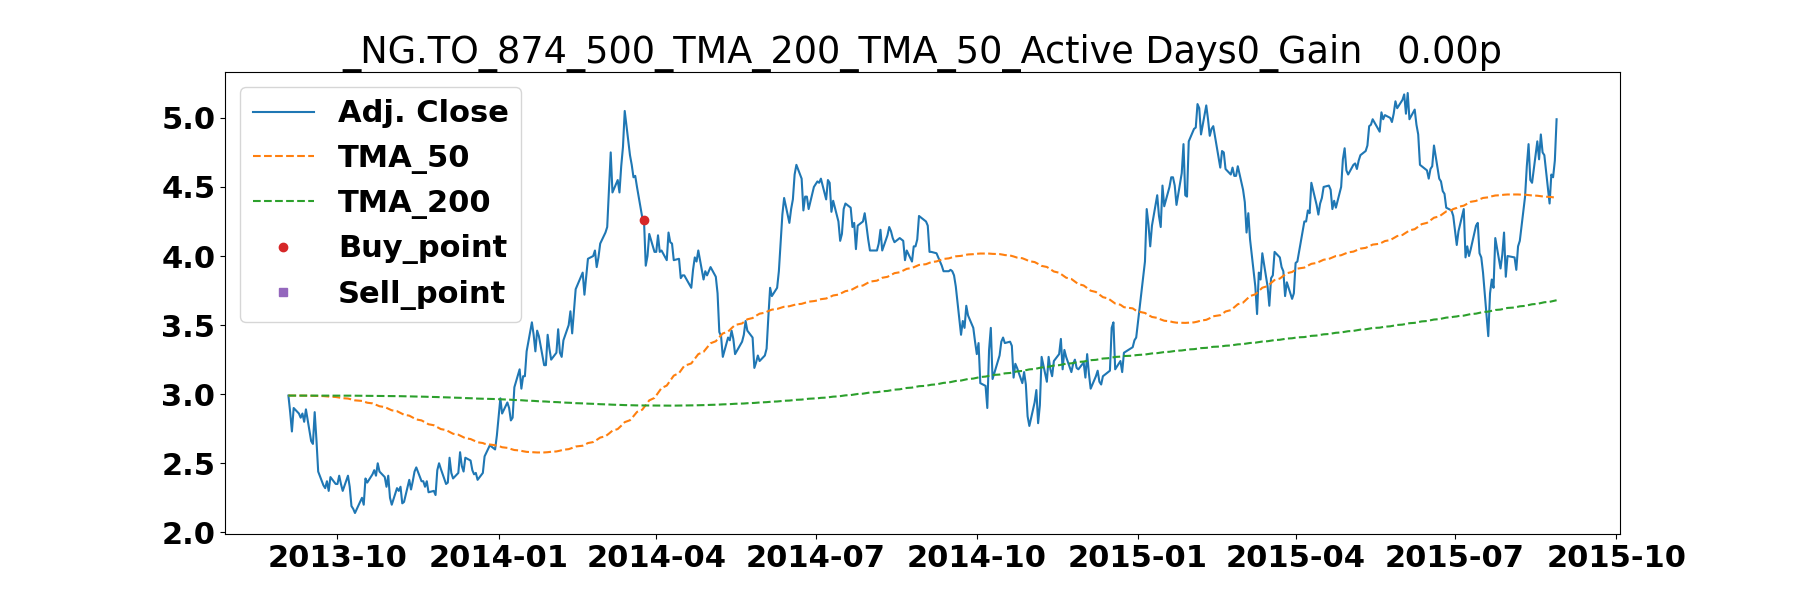 _NG.TO_874_500_TMA_200_TMA_50_Active Days0_Gain   0.00p
Adj. Close
TMA_50
TMA_200
Buy_point
Sell_point
5.0
4.5
4.0
3.5
3.0
2.5
2.0
2013-10 2014-01 2014-04 2014-07 2014-10 2015-01 2015-04 2015-07 2015-10